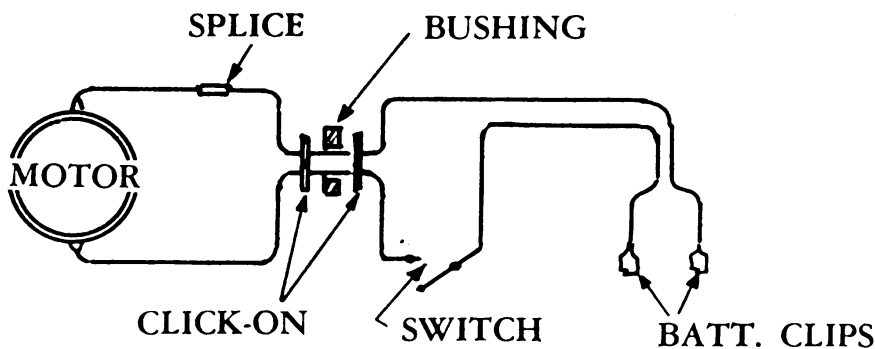 SPLICE
BUSHING
MOTOR
CLICK-ON
SWITCH
BATT. CLIPS